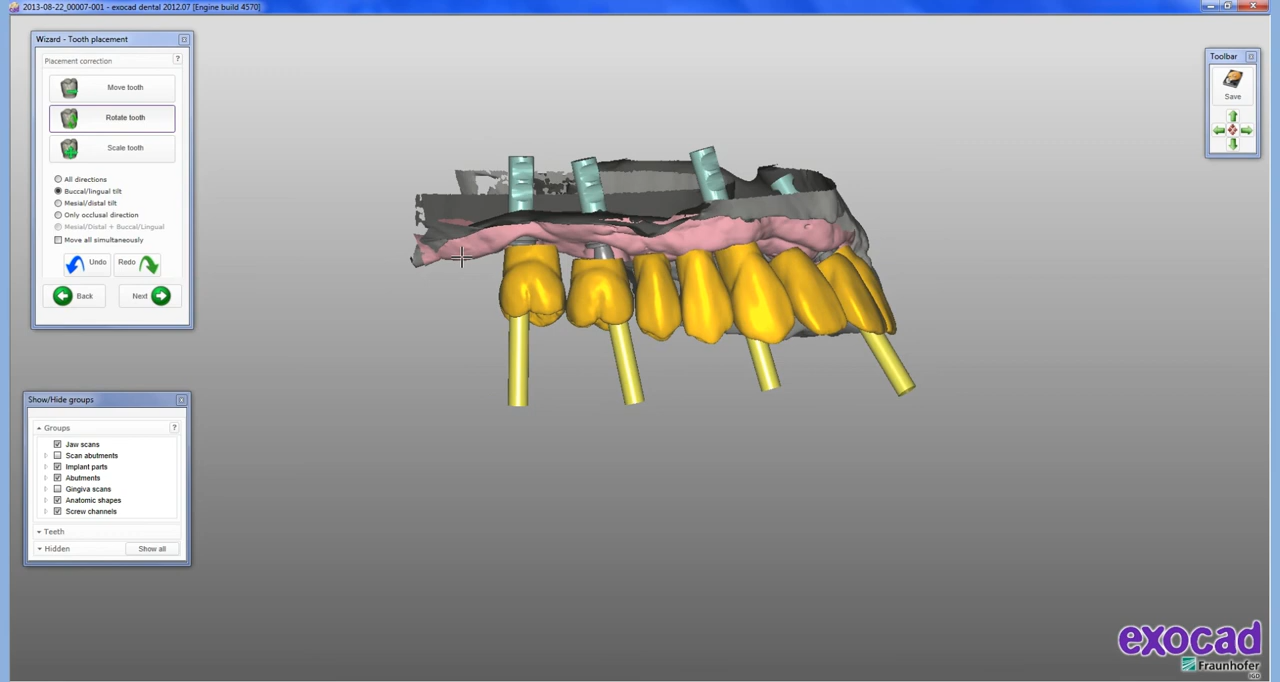 2013-08-22_00007-001 - exocad dental 2012.07 [Engine build 4570]
Wizard - Tooth placement
Placement correction
?
Move tooth
Rotate tooth
Scale tooth
All directions
Buccal/lingual tilt
Mesial/distal tilt
Only occlusal direction
Mesial/Distal + Buccal/Lingual
Move all simultaneously
Undo
Redo
Back
Next
Show/Hide groups
Groups
?
Jaw scans
Scan abutments
Implant parts
Abutments
Gingiva scans
Anatomic shapes
Screw channels
Teeth
Hidden
Show all
Toolbar
Save
exocad
Fraunhofer
IGD